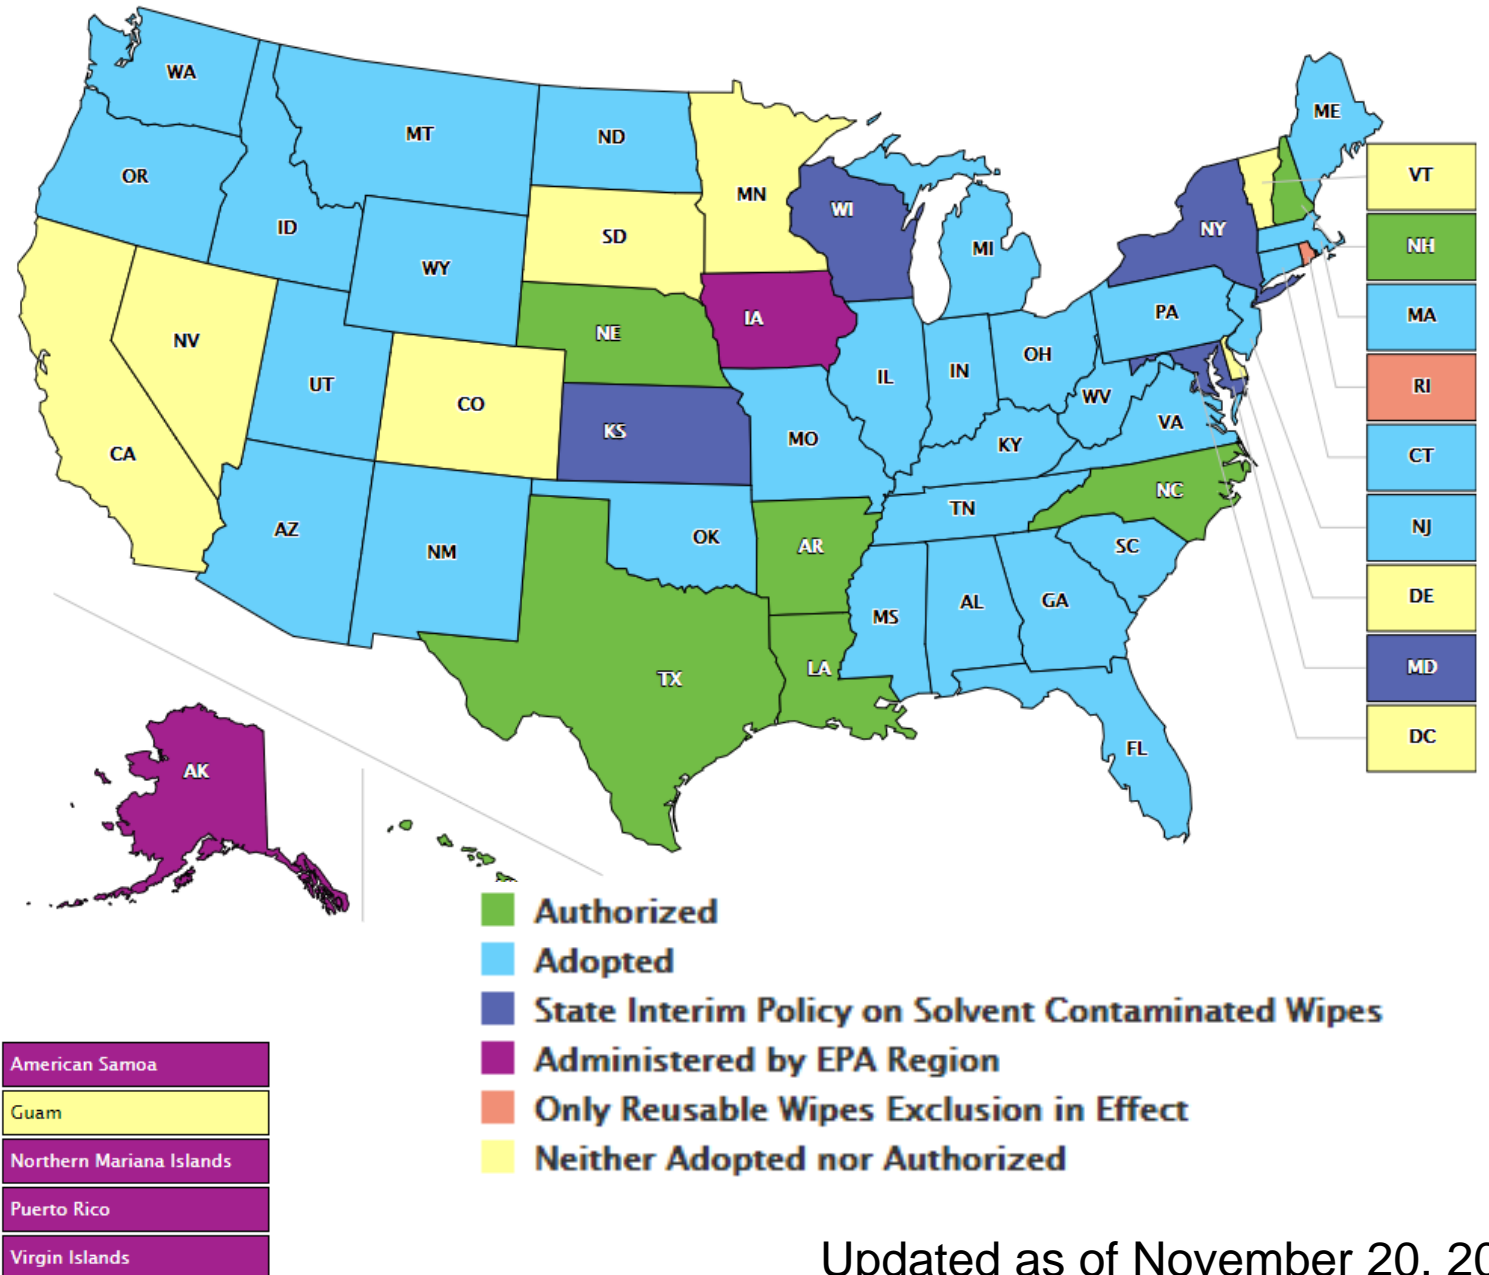 WA
MT
ND
MN
OR
ID
WY
SD
WI
MI
NY
ME
VT
NH
MA
RI
CT
NJ
DE
MD
DC
NV
UT
CO
NE
IA
IL
IN
OH
PA
WV
VA
CA
AZ
NM
KS
MO
KY
OK
AR
TN
NC
SC
MS
AL
GA
TX
LA
FL
AK
Authorized
Adopted
State Interim Policy on Solvent Contaminated Wipes
Administered by EPA Region
Only Reusable Wipes Exclusion in Effect
Neither Adopted nor Authorized
American Samoa
Guam
Northern Mariana Islands
Puerto Rico
Virgin Islands
Updated as of November 20, 20